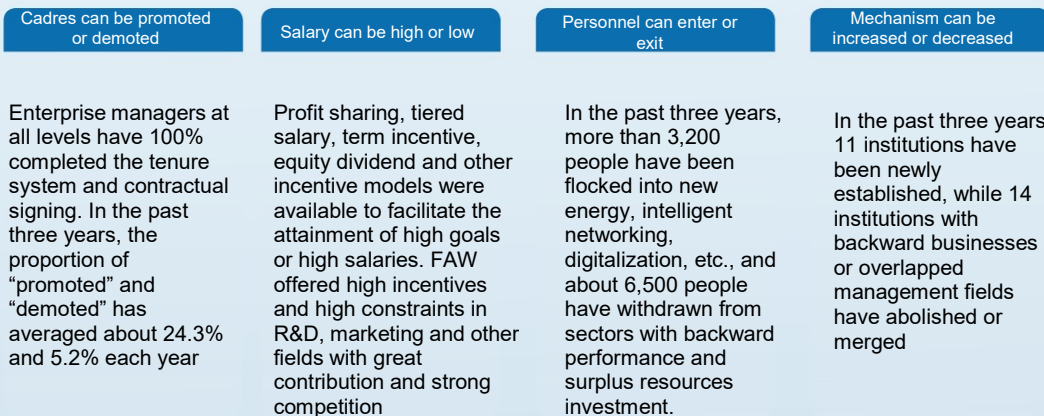 Cadres can be promoted
or demoted
Enterprise managers at
all levels have 100%
completed the tenure
system and contractual
signing. In the past
three years, the
proportion of
“promoted” and
“demoted” has
averaged about 24.3%
and 5.2% each year
Salary can be high or low
Profit sharing, tiered
salary, term incentive,
equity dividend and other
incentive models were
available to facilitate the
attainment of high goals
or high salaries. FAW
offered high incentives
and high constraints in
R&D, marketing and other
fields with great
contribution and strong
competition
Personnel can enter or
exit
In the past three years,
more than 3,200
people have been
flocked into new
energy, intelligent
networking,
digitalization, etc., and
about 6,500 people
have withdrawn from
sectors with backward
performance and
surplus resources
investment.
Mechanism can be
increased or decreased
In the past three years
11 institutions have
been newly
established, while 14
institutions with
backward businesses
or overlapped
management fields
have abolished or
merged